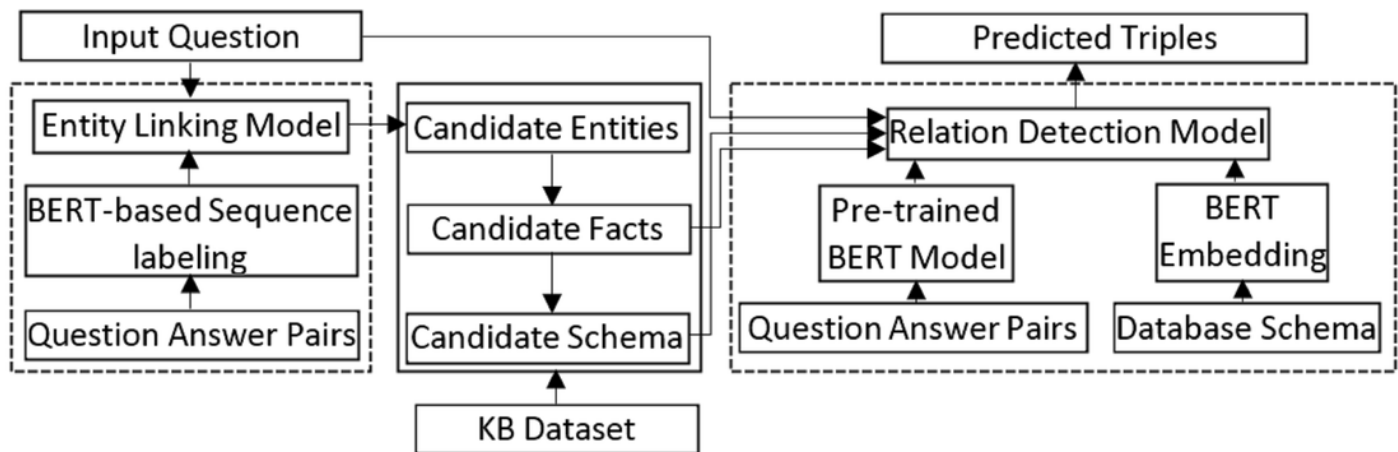 Input Question
Predicted Triples
Entity Linking Model
Candidate Entities
Relation Detection Model
BERT-based Sequence
labeling
Candidate Facts
Pre-trained
BERT Model
BERT
Embedding
Question Answer Pairs
Candidate Schema
Question Answer Pairs
Database Schema
KB Dataset